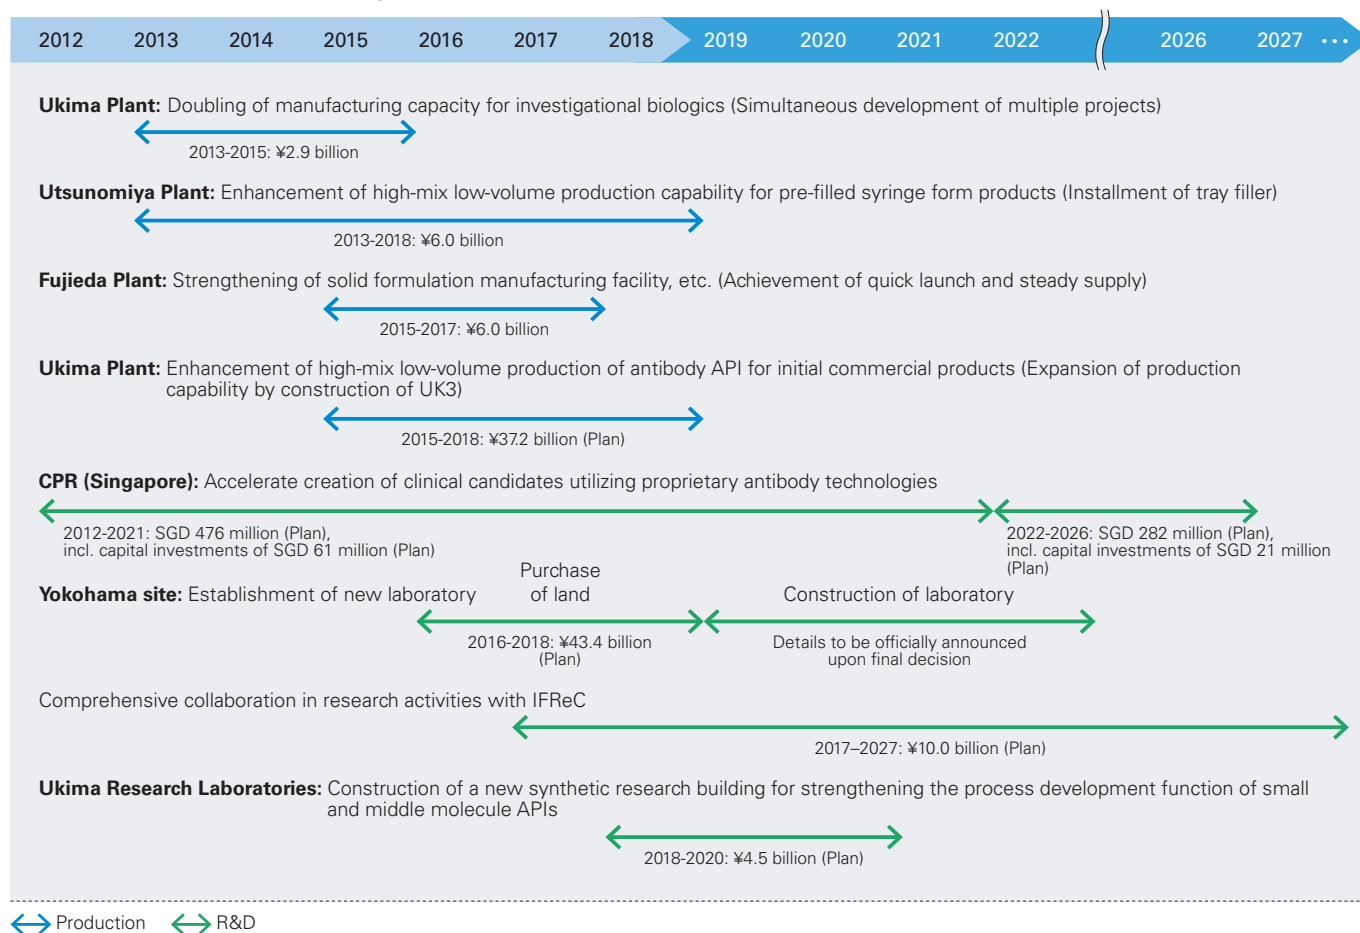 2012 2013 2014 2015 2016 2017 2018 2019 2020 2021 2022 2026 2027 ···
Ukima Plant: Doubling of manufacturing capacity for investigational biologics (Simultaneous development of multiple projects)
2013-2015: ¥2.9 billion
Utsunomiya Plant: Enhancement of high-mix low-volume production capability for pre-filled syringe form products (Installment of tray filler)
2013-2018: ¥6.0 billion
Fujieda Plant: Strengthening of solid formulation manufacturing facility, etc. (Achievement of quick launch and steady supply)
2015-2017: ¥6.0 billion
Ukima Plant: Enhancement of high-mix low-volume production of antibody API for initial commercial products (Expansion of production
capability by construction of UK3)
2015-2018: ¥37.2 billion (Plan)
CPR (Singapore): Accelerate creation of clinical candidates utilizing proprietary antibody technologies
2012-2021: SGD 476 million (Plan),
incl. capital investments of SGD 61 million (Plan)
2022-2026: SGD 282 million (Plan),
incl. capital investments of SGD 21 million
(Plan)
Yokohama site: Establishment of new laboratory
Purchase
of land
Construction of laboratory
2016-2018: ¥43.4 billion
(Plan)
Details to be officially announced
upon final decision
Comprehensive collaboration in research activities with IFReC
2017–2027: ¥10.0 billion (Plan)
Ukima Research Laboratories: Construction of a new synthetic research building for strengthening the process development function of small
and middle molecule APIs
2018-2020: ¥4.5 billion (Plan)
Production R&D